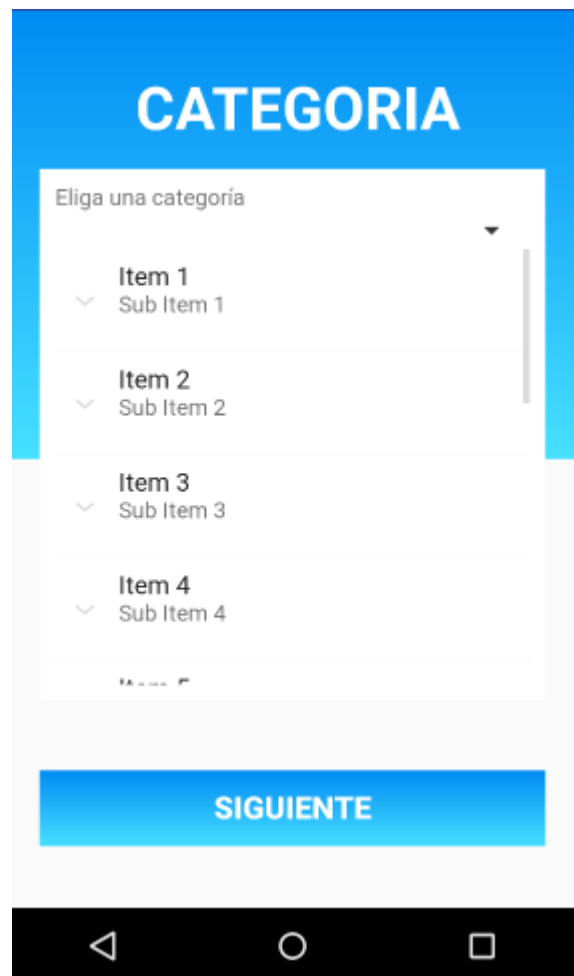 CATEGORIA
Eliga una categoría
Item 1
Sub Item 1
Item 2
Sub Item 2
Item 3
Sub Item 3
Item 4
Sub Item 4
SIGUIENTE